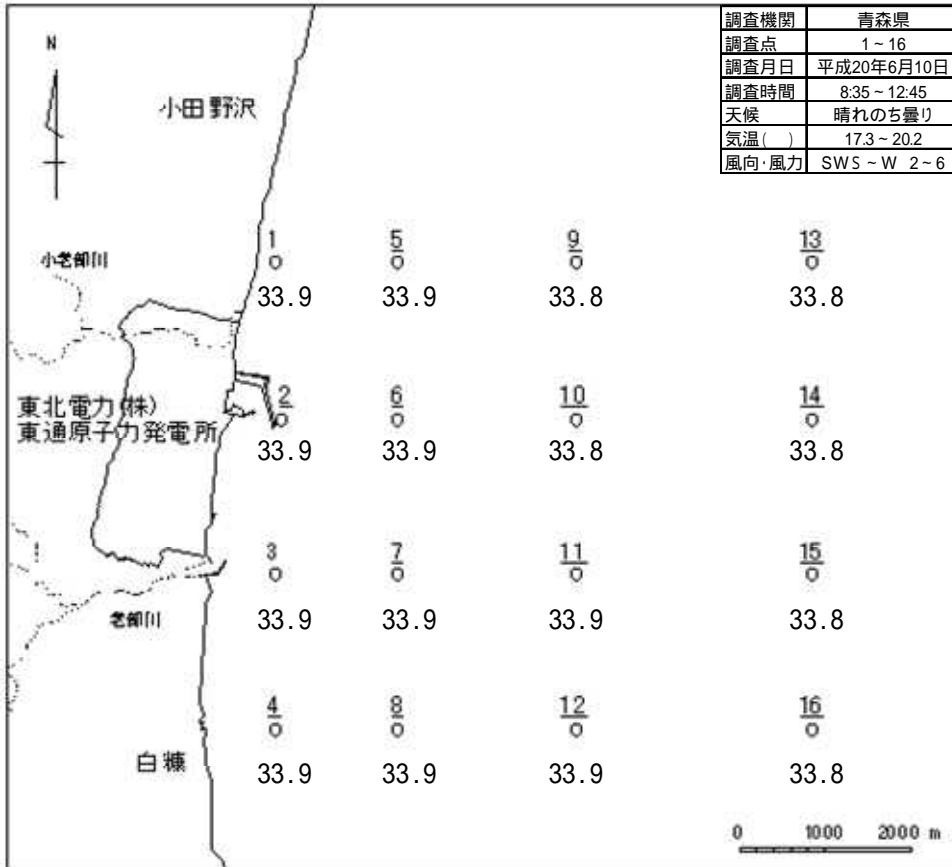 調査機関 青森県
調査点 1~16
調査月日 平成20年6月10日
調査時間 8:35~12:45
天候 晴れのち曇り
気温( ) 17.3~20.2
風向・風力 SWS~W 2~6
N
小田野沢
小老部川
1 5 9 13
33.9 33.9 33.8 33.8
東北電力(株)
東通原子力発電所
2 6 10 14
33.9 33.9 33.8 33.8
3 7 11 15
33.9 33.9 33.9 33.8
老部川
4 8 12 16
33.9 33.9 33.9 33.8
白糠
0 1000 2000 m